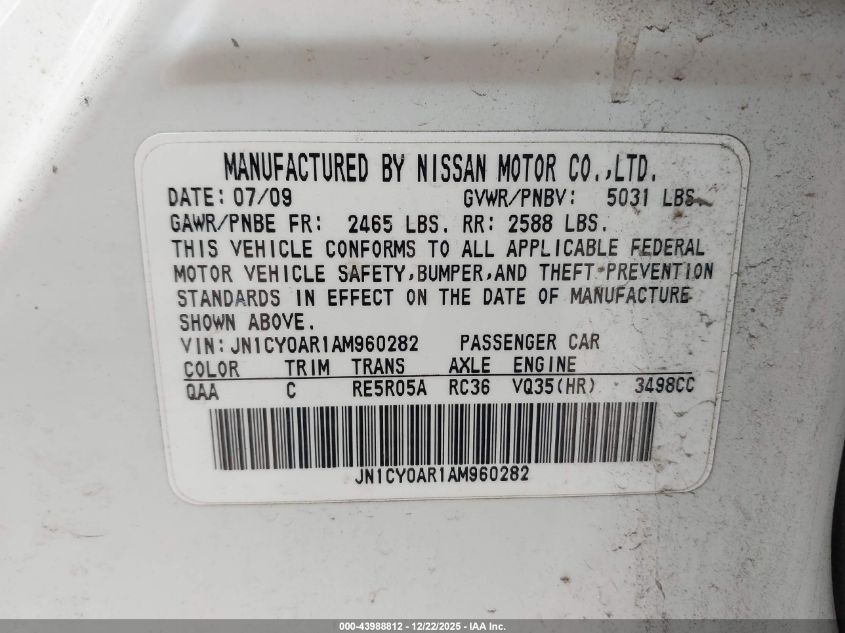 MANUFACTURED BY NISSAN MOTOR CO.,LTD.
DATE: 07/09 GVWR/PNBV: 5031 LBS.
GAWR/PNBE FR: 2465 LBS. RR: 2588 LBS.
THIS VEHICLE CONFORMS TO ALL APPLICABLE FEDERAL
MOTOR VEHICLE SAFETY,BUMPER,AND THEFT PREVENTION
STANDARDS IN EFFECT ON THE DATE OF MANUFACTURE
SHOWN ABOVE.
VIN: JN1CY0AR1AM960282 PASSENGER CAR
COLOR TRIM TRANS AXLE ENGINE
QAA C RE5R05A RC36 VQ35(HR) 3498CC
JN1CY0AR1AM960282
000-43988812 - 12/22/2025 - IAA Inc.